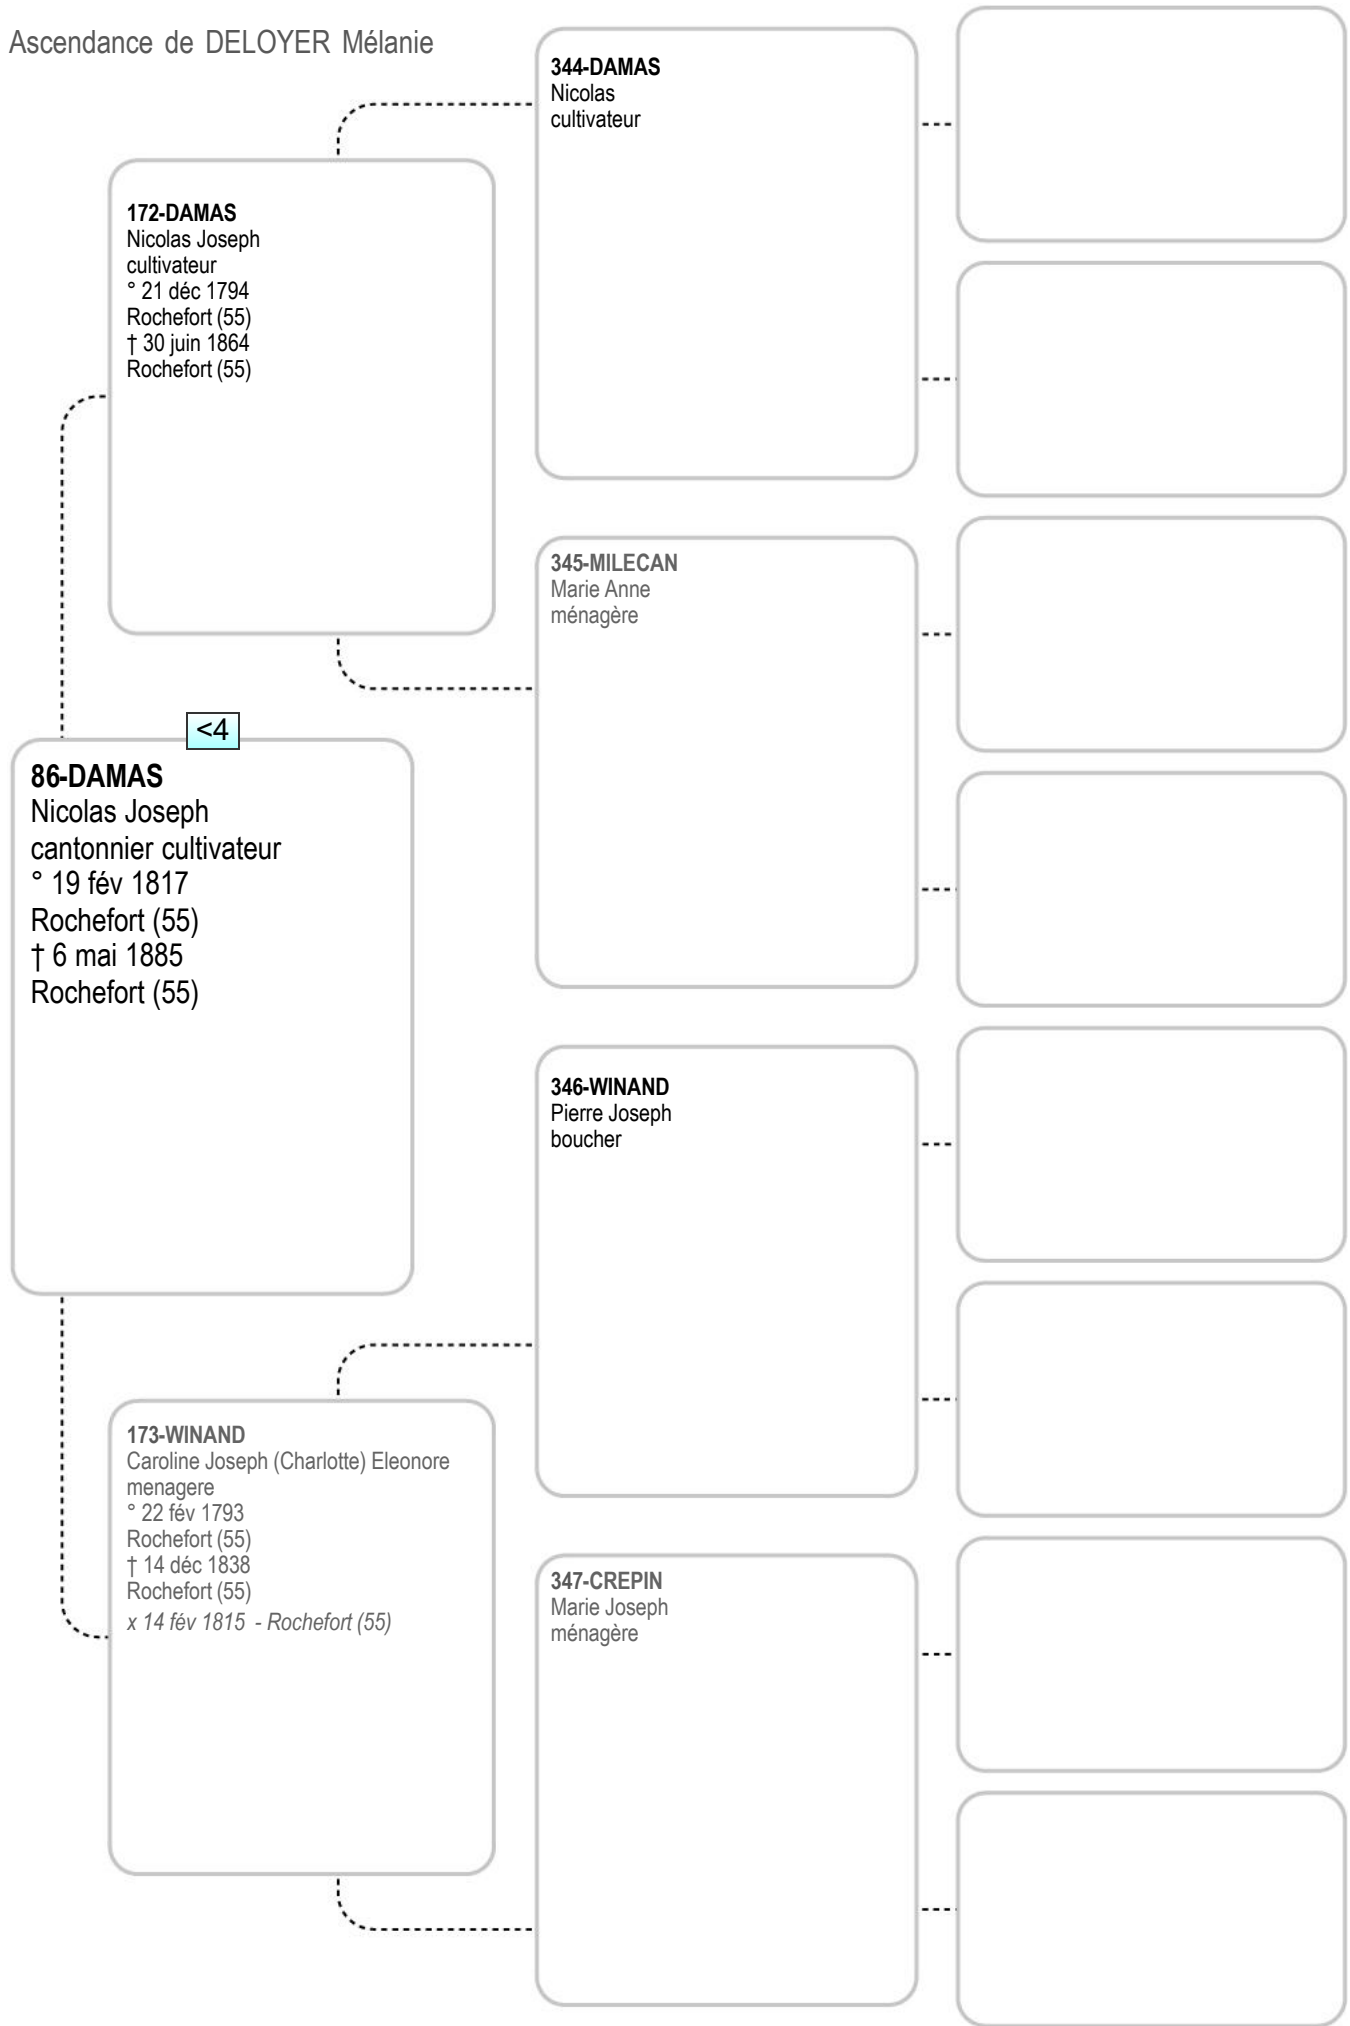 Ascendance de DELOYER Mélanie
344-DAMAS
Nicolas
cultivateur
172-DAMAS
Nicolas Joseph
cultivateur
° 21 déc 1794
Rochefort (55)
† 30 juin 1864
Rochefort (55)
345-MILECAN
Marie Anne
ménagère
<4
86-DAMAS
Nicolas Joseph
cantonnier cultivateur
° 19 fév 1817
Rochefort (55)
† 6 mai 1885
Rochefort (55)
346-WINAND
Pierre Joseph
boucher
173-WINAND
Caroline Joseph (Charlotte) Eleonore
menagere
° 22 fév 1793
Rochefort (55)
† 14 déc 1838
Rochefort (55)
x 14 fév 1815 - Rochefort (55)
347-CREPIN
Marie Joseph
ménagère